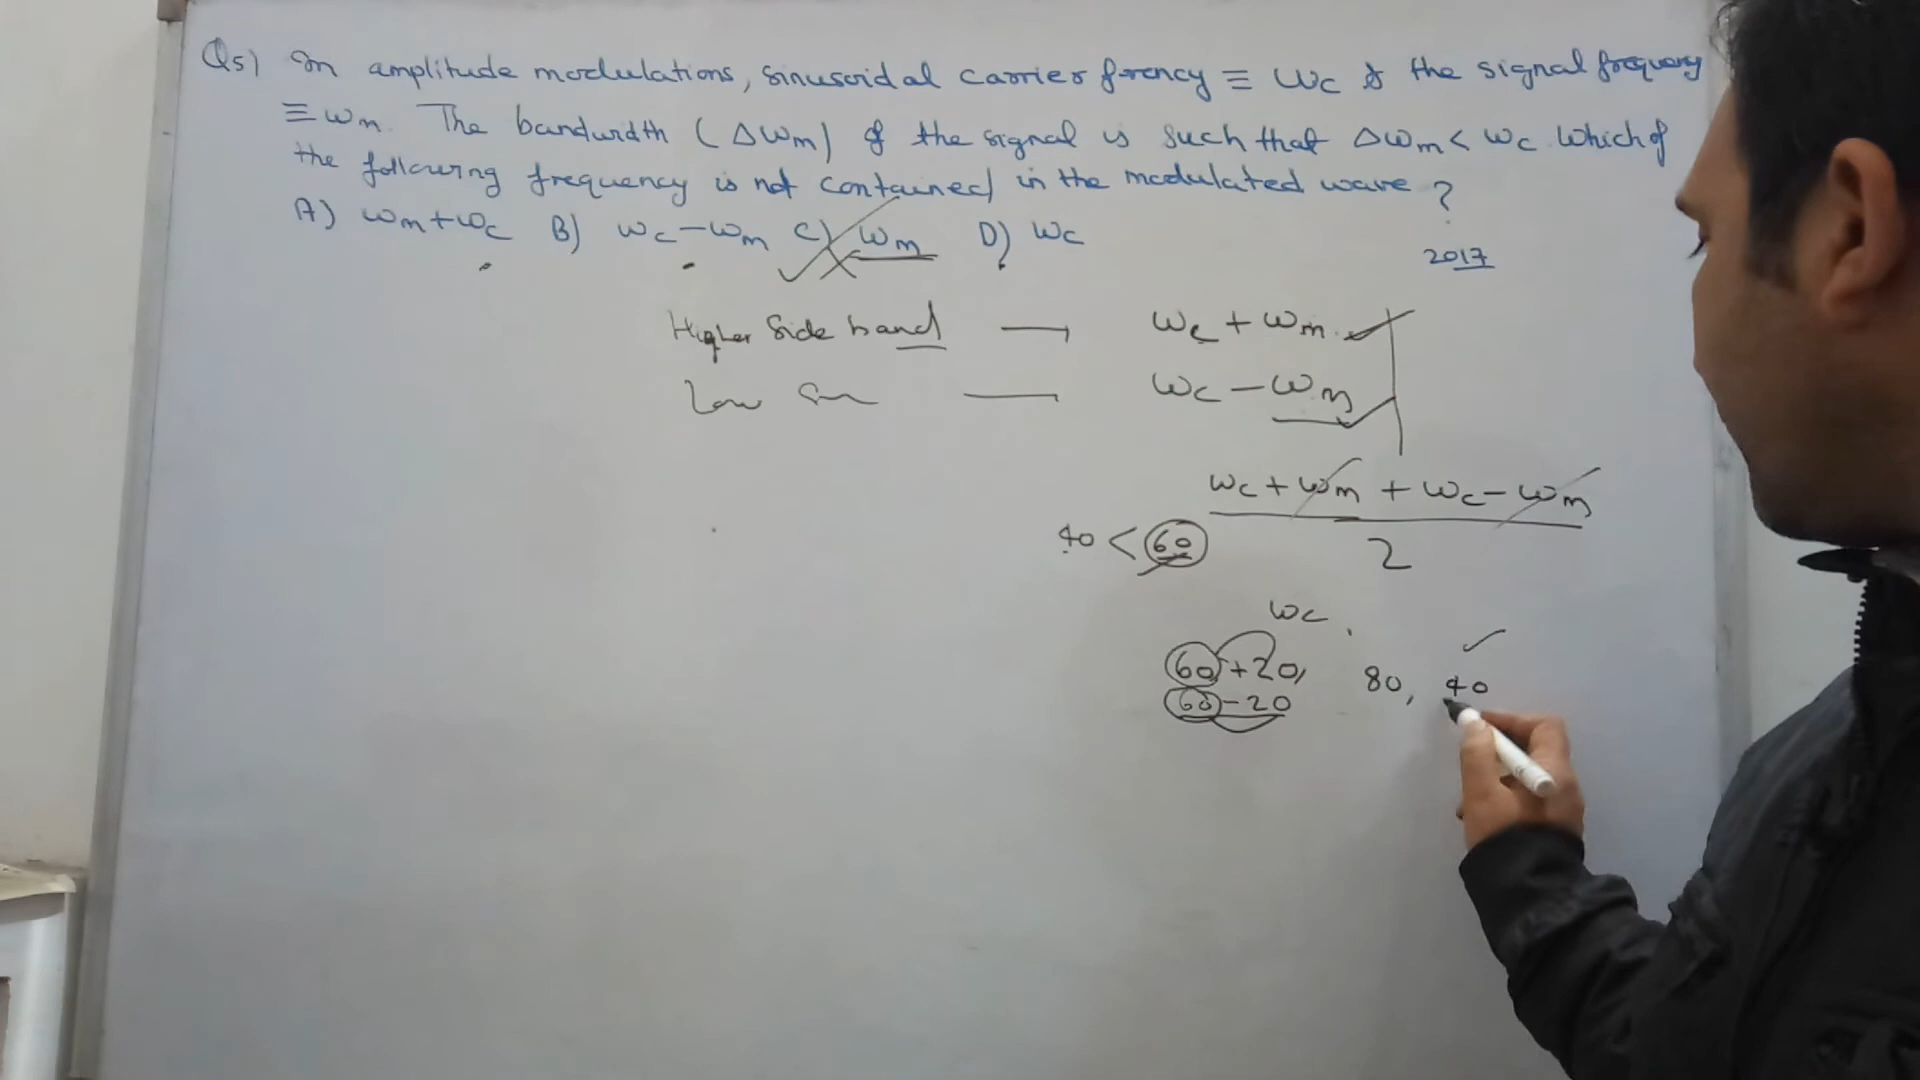 Q5) In amplitude modulations, sinusoidal carrier frency ≡ ωc & the signal frequency
≡ ωm. The bandwidth (Δωm) of the signal is such that Δωm < ωc. Which of
the following frequency is not contained in the modulated wave?
A) ωm+ωc B) ωc-ωm C) ωm D) ωc
2017
Higher Side band → ωc + ωm
Low — ωc - ωm
ωc + ωm + ωc - ωm
40 < 60
2
ωc
60+20, 80, 40
60-20